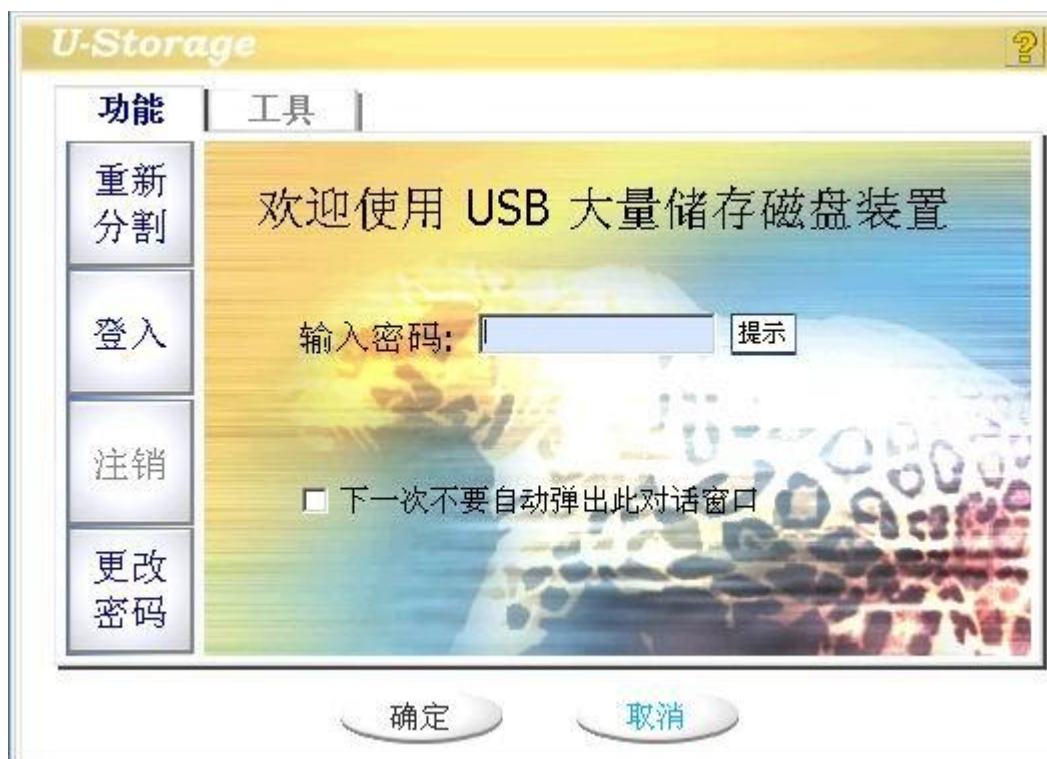 U-Storage
功能
工具
重新
分割
登入
注销
更改
密码
欢迎使用 USB 大量储存磁盘装置
输入密码:
提示
下一次不要自动弹出此对话窗口
确定
取消